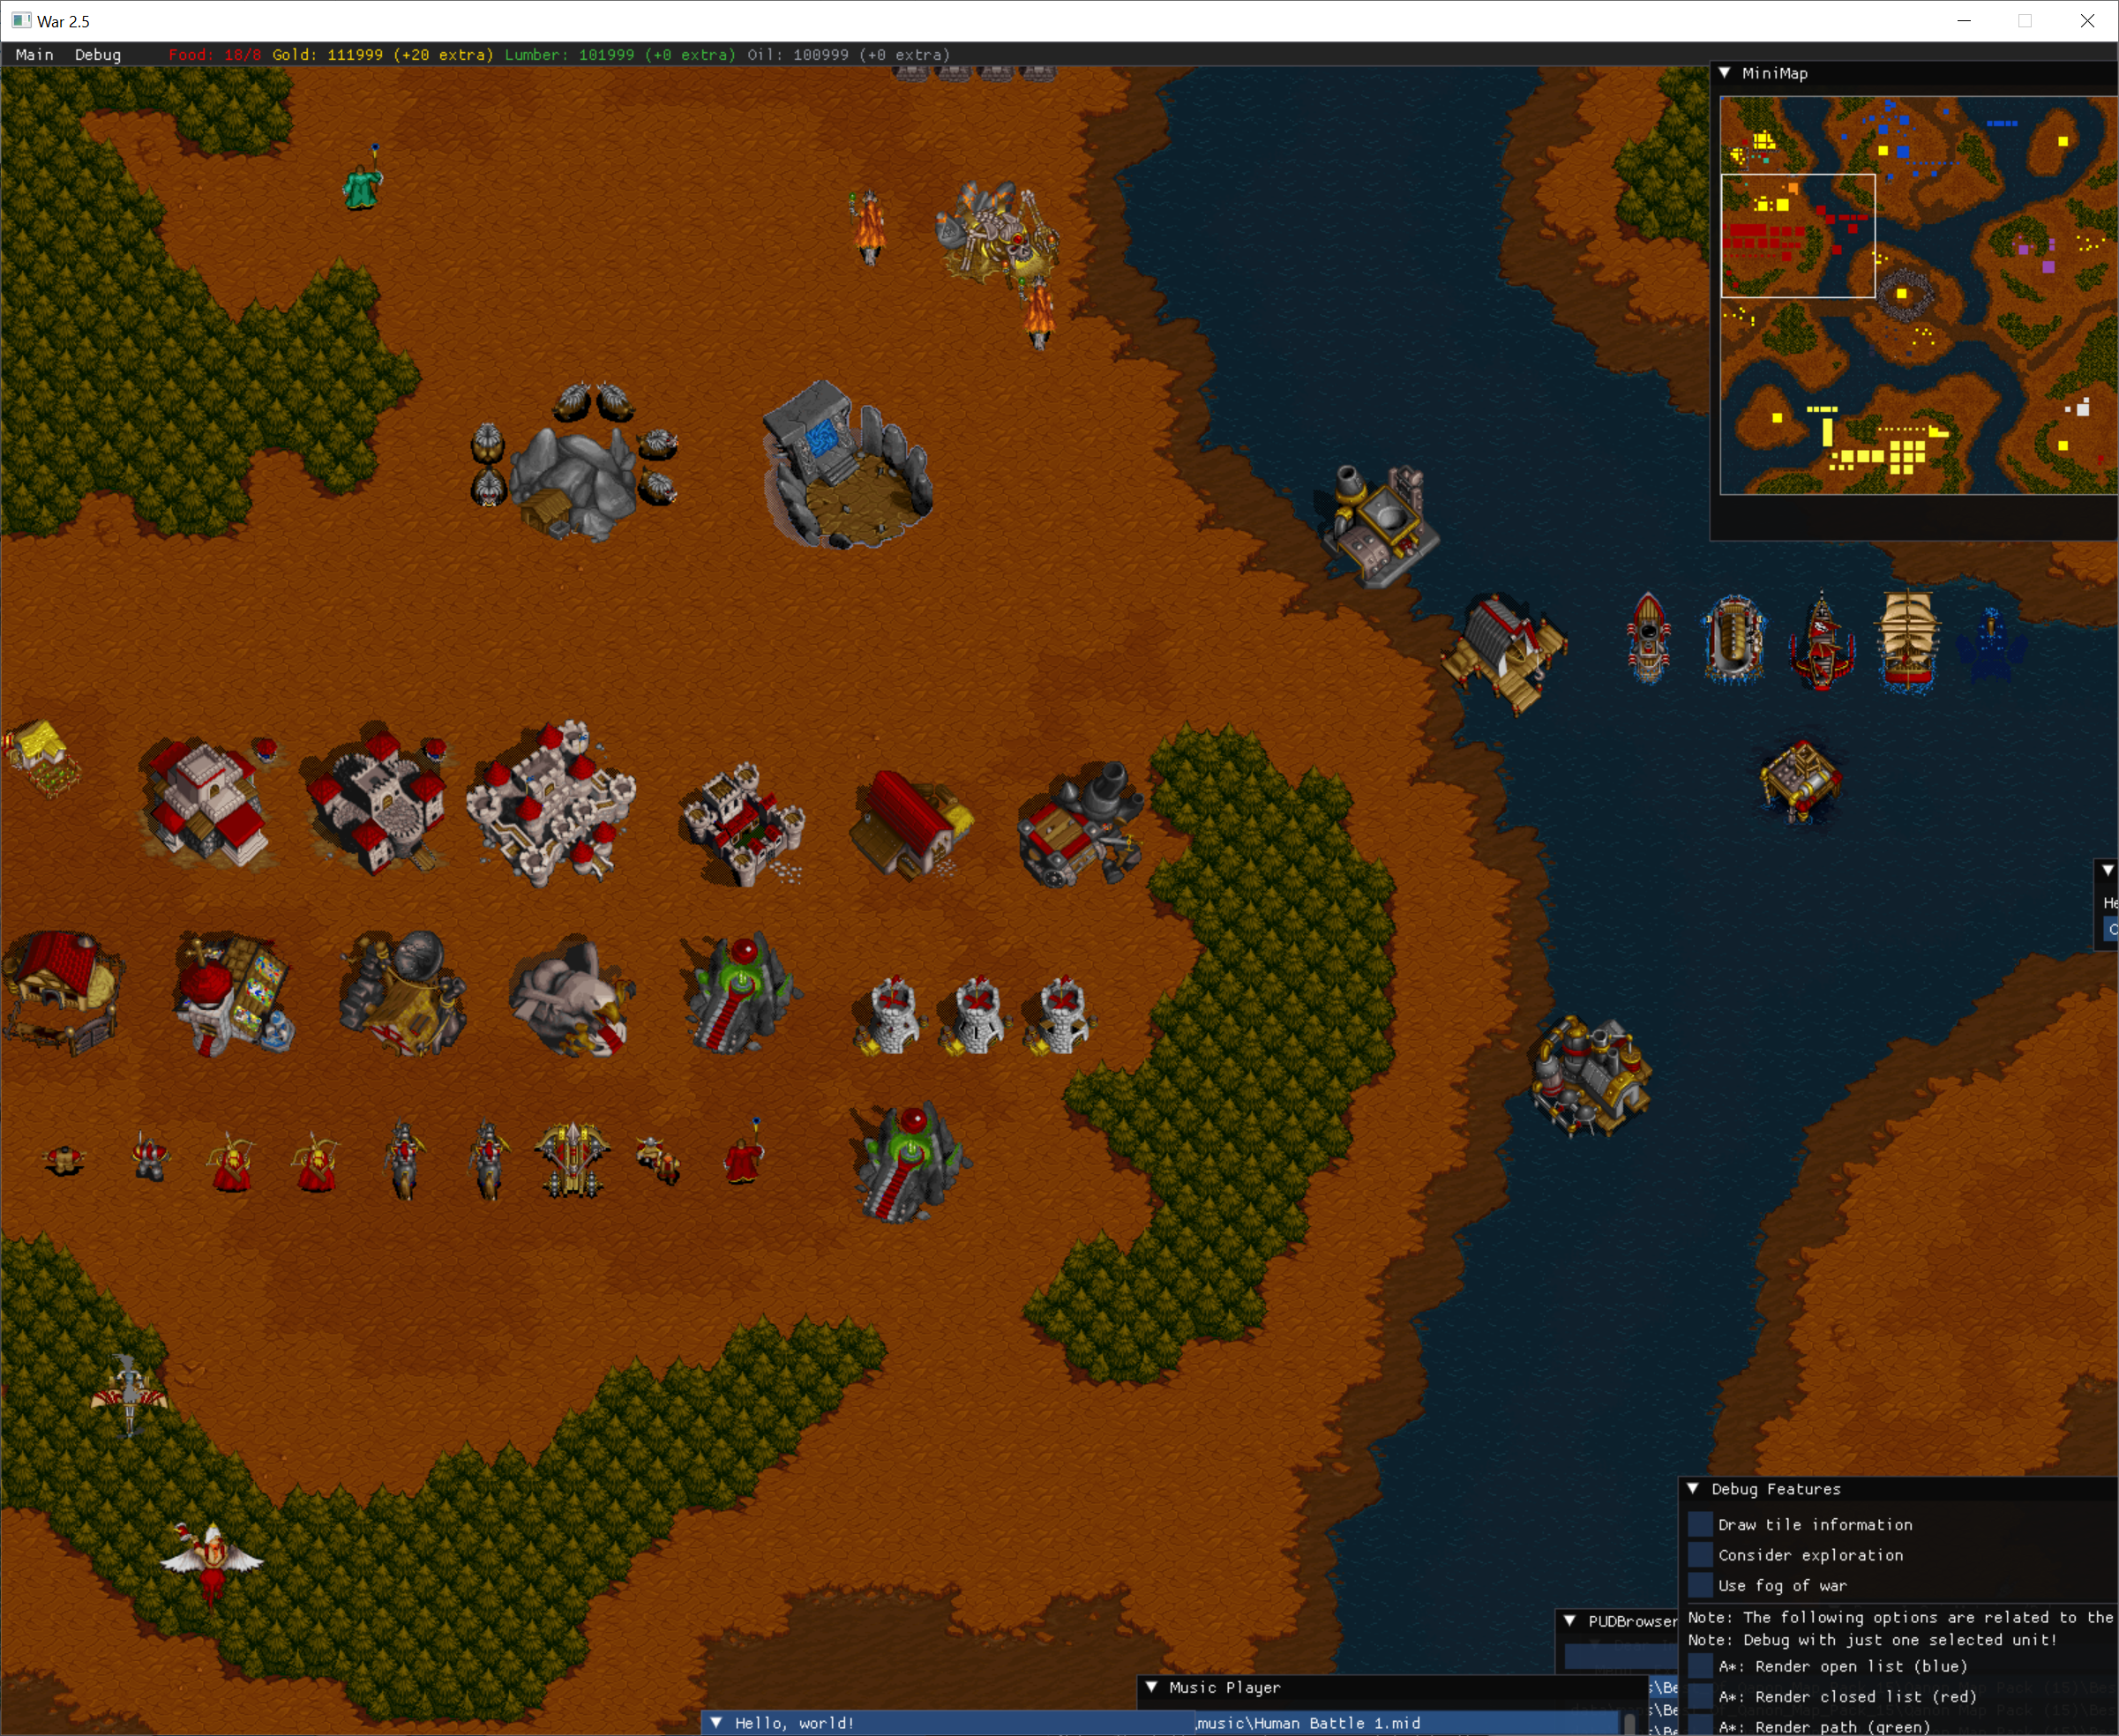 War 2.5
Main Debug Food: 18/8 Gold: 111999 (+20 extra) Lumber: 101999 (+0 extra) Oil: 100999 (+0 extra)
MiniMap
He
Debug Features
Draw tile information
Consider exploration
Use fog of war
Note: The following options are related to the
Note: Debug with just one selected unit!
A*: Render open list (blue)
A*: Render closed list (red)
A*: Render path (green)
PUDBrowser
Music Player
Hello, world!
music\Human Battle 1.mid